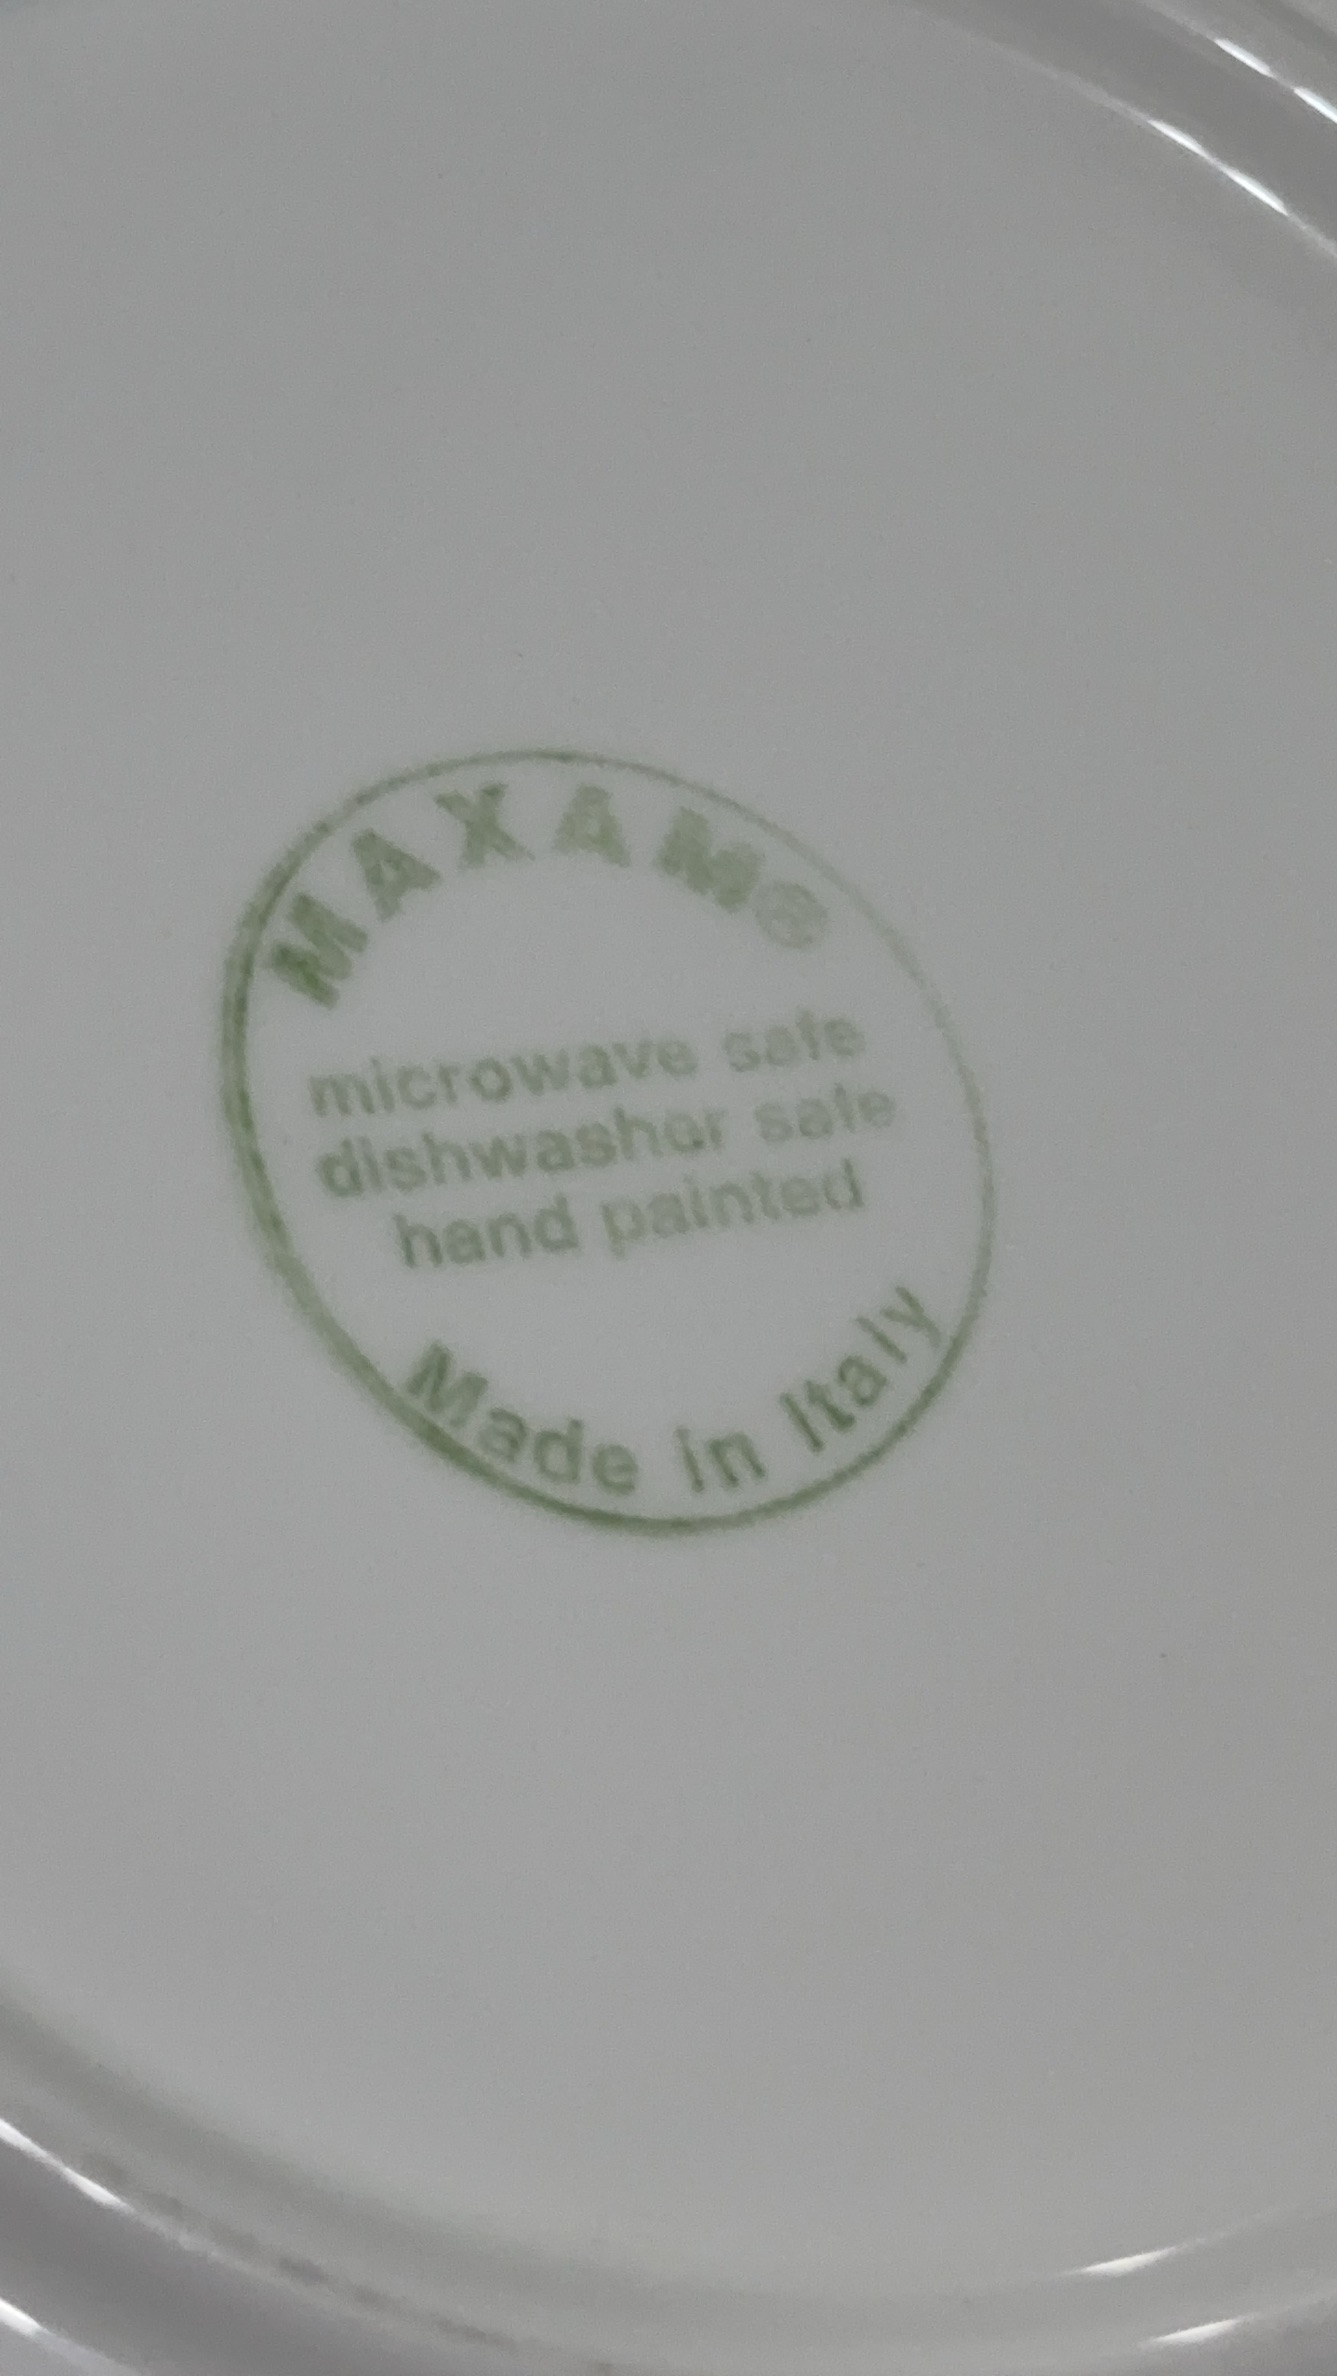 MAXAM®
microwave safe
dishwasher safe
hand painted
Made in Italy